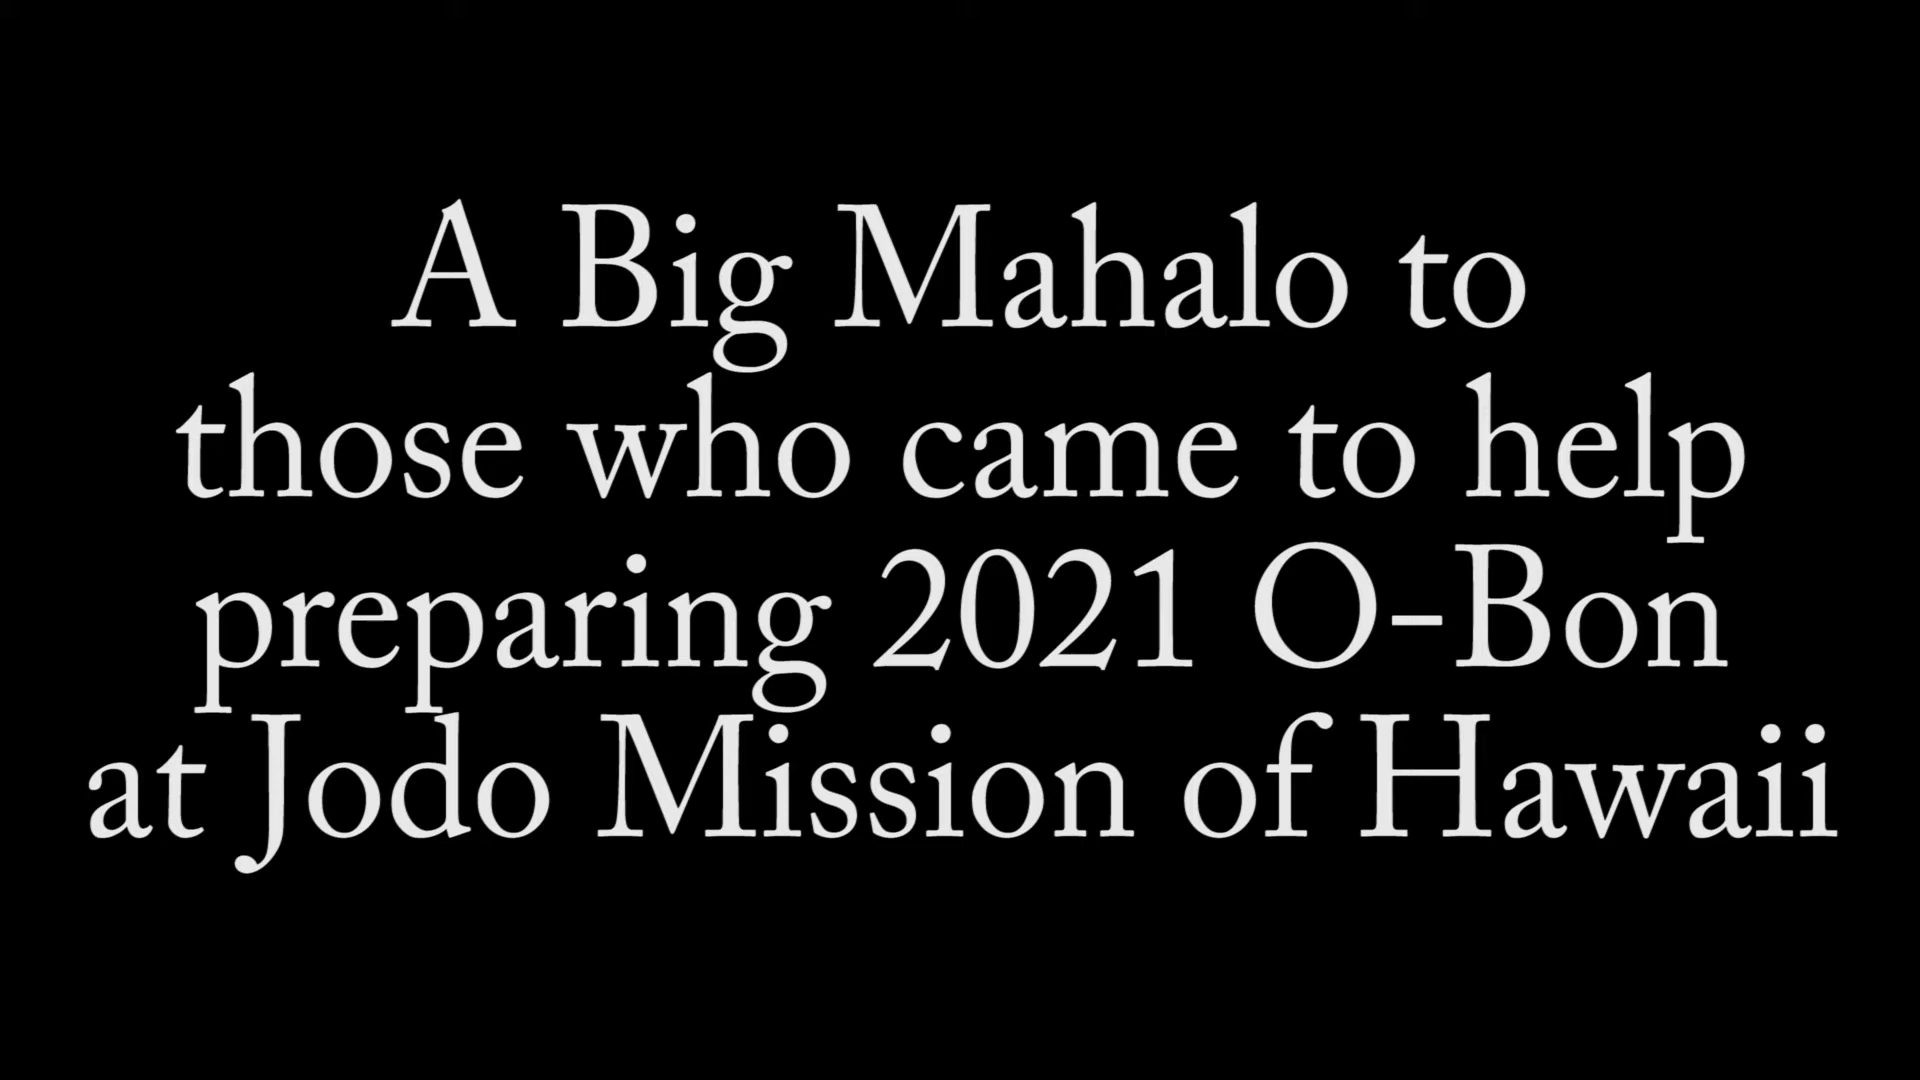 A Big Mahalo to
those who came to help
preparing 2021 O-Bon
at Jodo Mission of Hawaii